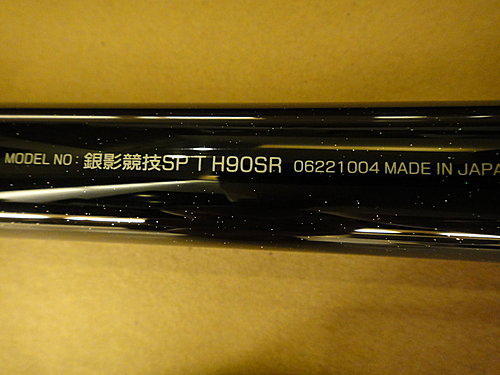 MODEL NO : 銀影競技SP T H90SR 06221004 MADE IN JAPA